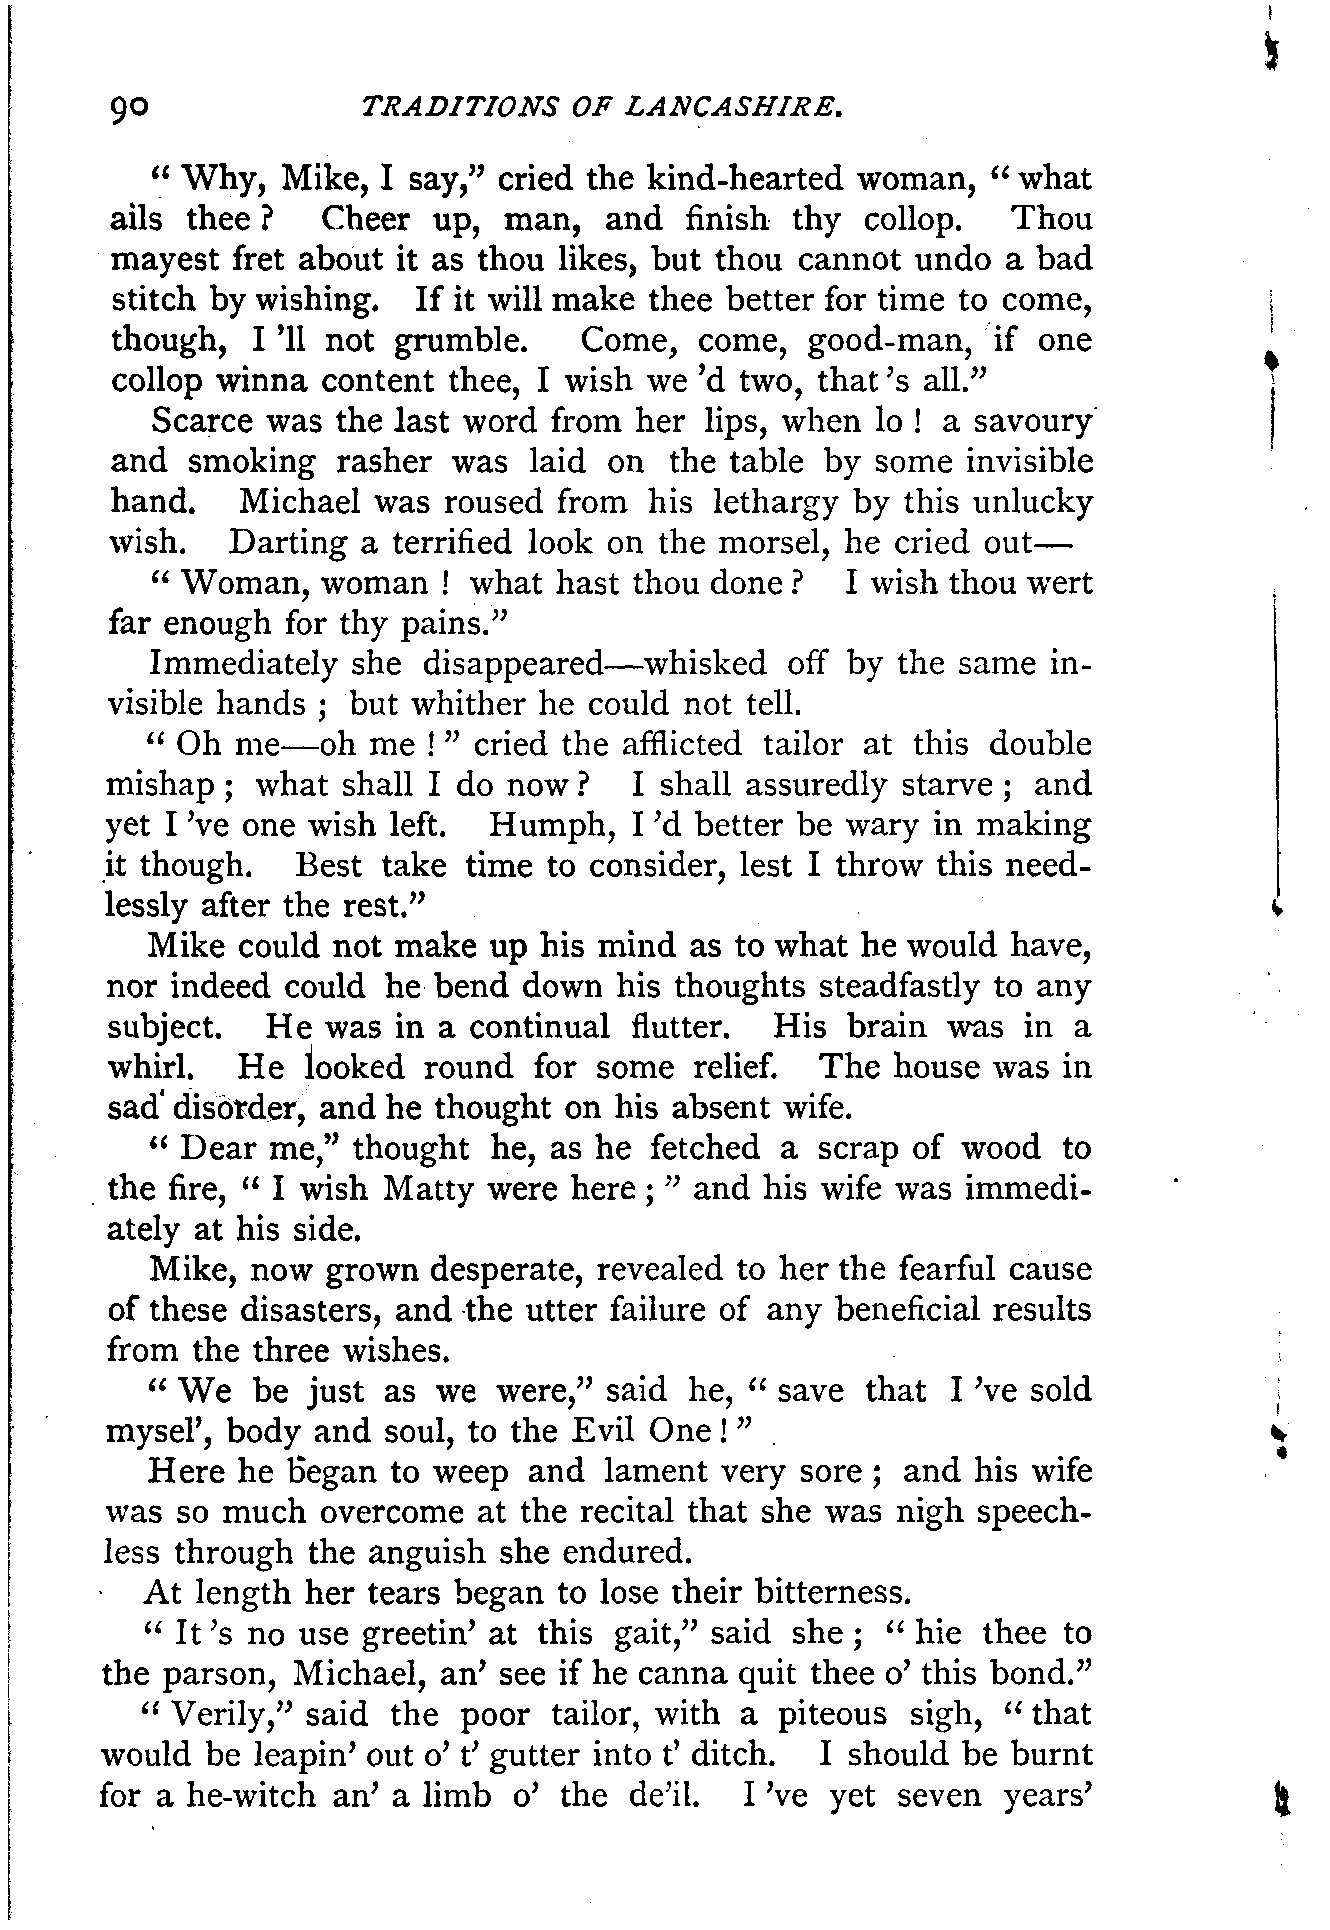 90 TRADITIONS OF LANCASHIRE.
“ Why, Mike, I say,” cried the kind-hearted woman, “ what
ails thee ? Cheer up, man, and finish thy collop. Thou
mayest fret about it as thou likes, but thou cannot undo a bad
stitch by wishing. If it will make thee better for time to come,
though, I ’ll not grumble. Come, come, good-man, if one
collop winna content thee, I wish we ’d two, that ’s all.”
Scarce was the last word from her lips, when lo ! a savoury
and smoking rasher was laid on the table by some invisible
hand. Michael was roused from his lethargy by this unlucky
wish. Darting a terrified look on the morsel, he cried out—
“ Woman, woman ! what hast thou done ? I wish thou wert
far enough for thy pains.”
Immediately she disappeared—whisked off by the same in-
visible hands ; but whither he could not tell.
“ Oh me—oh me ! ” cried the afflicted tailor at this double
mishap ; what shall I do now ? I shall assuredly starve ; and
yet I ’ve one wish left. Humph, I ’d better be wary in making
it though. Best take time to consider, lest I throw this need-
lessly after the rest.”
Mike could not make up his mind as to what he would have,
nor indeed could he bend down his thoughts steadfastly to any
subject. He was in a continual flutter. His brain was in a
whirl. He looked round for some relief. The house was in
sad disorder, and he thought on his absent wife.
“ Dear me,” thought he, as he fetched a scrap of wood to
the fire, “ I wish Matty were here ; ” and his wife was immedi-
ately at his side.
Mike, now grown desperate, revealed to her the fearful cause
of these disasters, and the utter failure of any beneficial results
from the three wishes.
“ We be just as we were,” said he, “ save that I ’ve sold
mysel’, body and soul, to the Evil One ! ”
Here he began to weep and lament very sore ; and his wife
was so much overcome at the recital that she was nigh speech-
less through the anguish she endured.
At length her tears began to lose their bitterness.
“ It ’s no use greetin’ at this gait,” said she ; “ hie thee to
the parson, Michael, an’ see if he canna quit thee o’ this bond.”
“ Verily,” said the poor tailor, with a piteous sigh, “ that
would be leapin’ out o’ t’ gutter into t’ ditch. I should be burnt
for a he-witch an’ a limb o’ the de’il. I ’ve yet seven years’